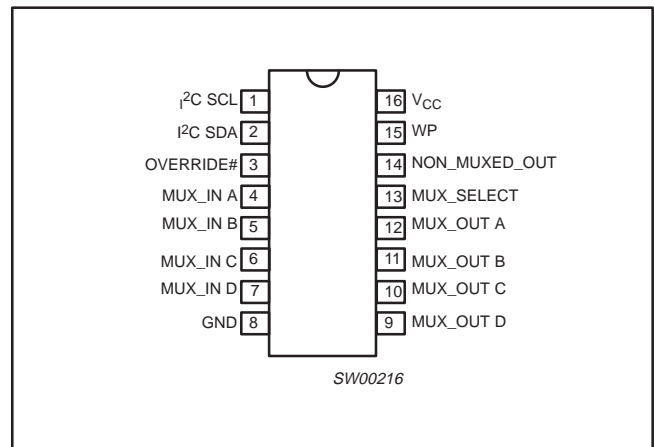 I²C SCL 1 16 VCC
I²C SDA 2 15 WP
OVERRIDE# 3 14 NON_MUXED_OUT
MUX_IN A 4 13 MUX_SELECT
MUX_IN B 5 12 MUX_OUT A
MUX_IN C 6 11 MUX_OUT B
MUX_IN D 7 10 MUX_OUT C
GND 8 9 MUX_OUT D
SW00216